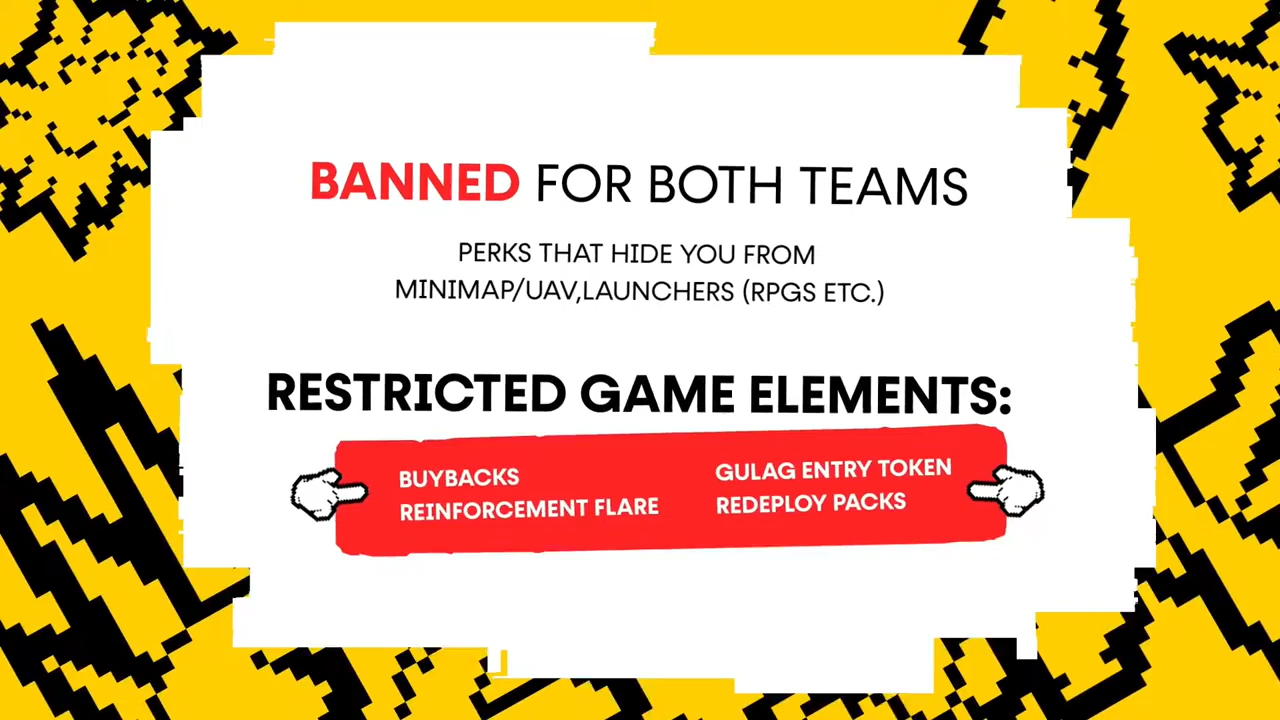 BANNED FOR BOTH TEAMS
PERKS THAT HIDE YOU FROM
MINIMAP/UAV,LAUNCHERS (RPGS ETC.)
RESTRICTED GAME ELEMENTS:
BUYBACKS
REINFORCEMENT FLARE
GULAG ENTRY TOKEN
REDEPLOY PACKS